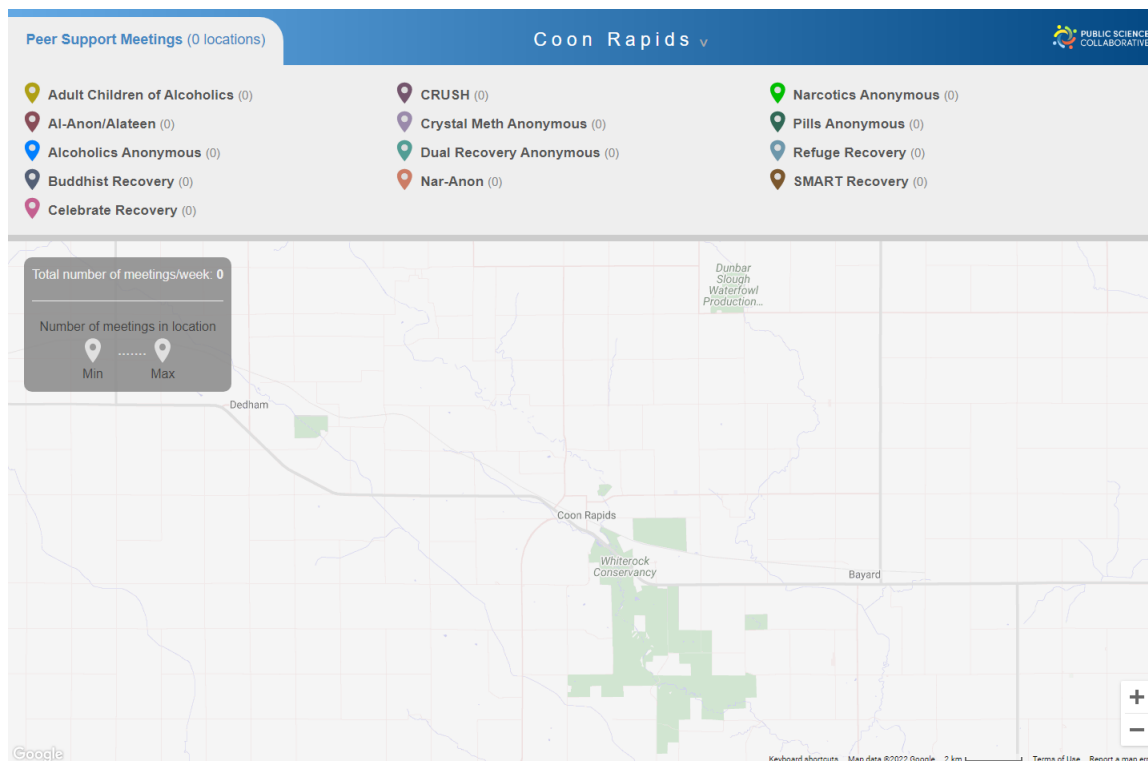 Peer Support Meetings (0 locations)
Coon Rapids v
PUBLIC SCIENCE
COLLABORATIVE
Adult Children of Alcoholics (0)
Al-Anon/Alateen (0)
Alcoholics Anonymous (0)
Buddhist Recovery (0)
Celebrate Recovery (0)
CRUSH (0)
Crystal Meth Anonymous (0)
Dual Recovery Anonymous (0)
Nar-Anon (0)
Narcotics Anonymous (0)
Pills Anonymous (0)
Refuge Recovery (0)
SMART Recovery (0)
Total number of meetings/week: 0
Number of meetings in location
Min ....... Max
Dunbar
Slough
Waterfowl
Production...
Dedham
Coon Rapids
Whiterock
Conservancy
Bayard
+
−
Google
Keyboard shortcuts Map data ©2022 Google 2 km Terms of Use Report a map er